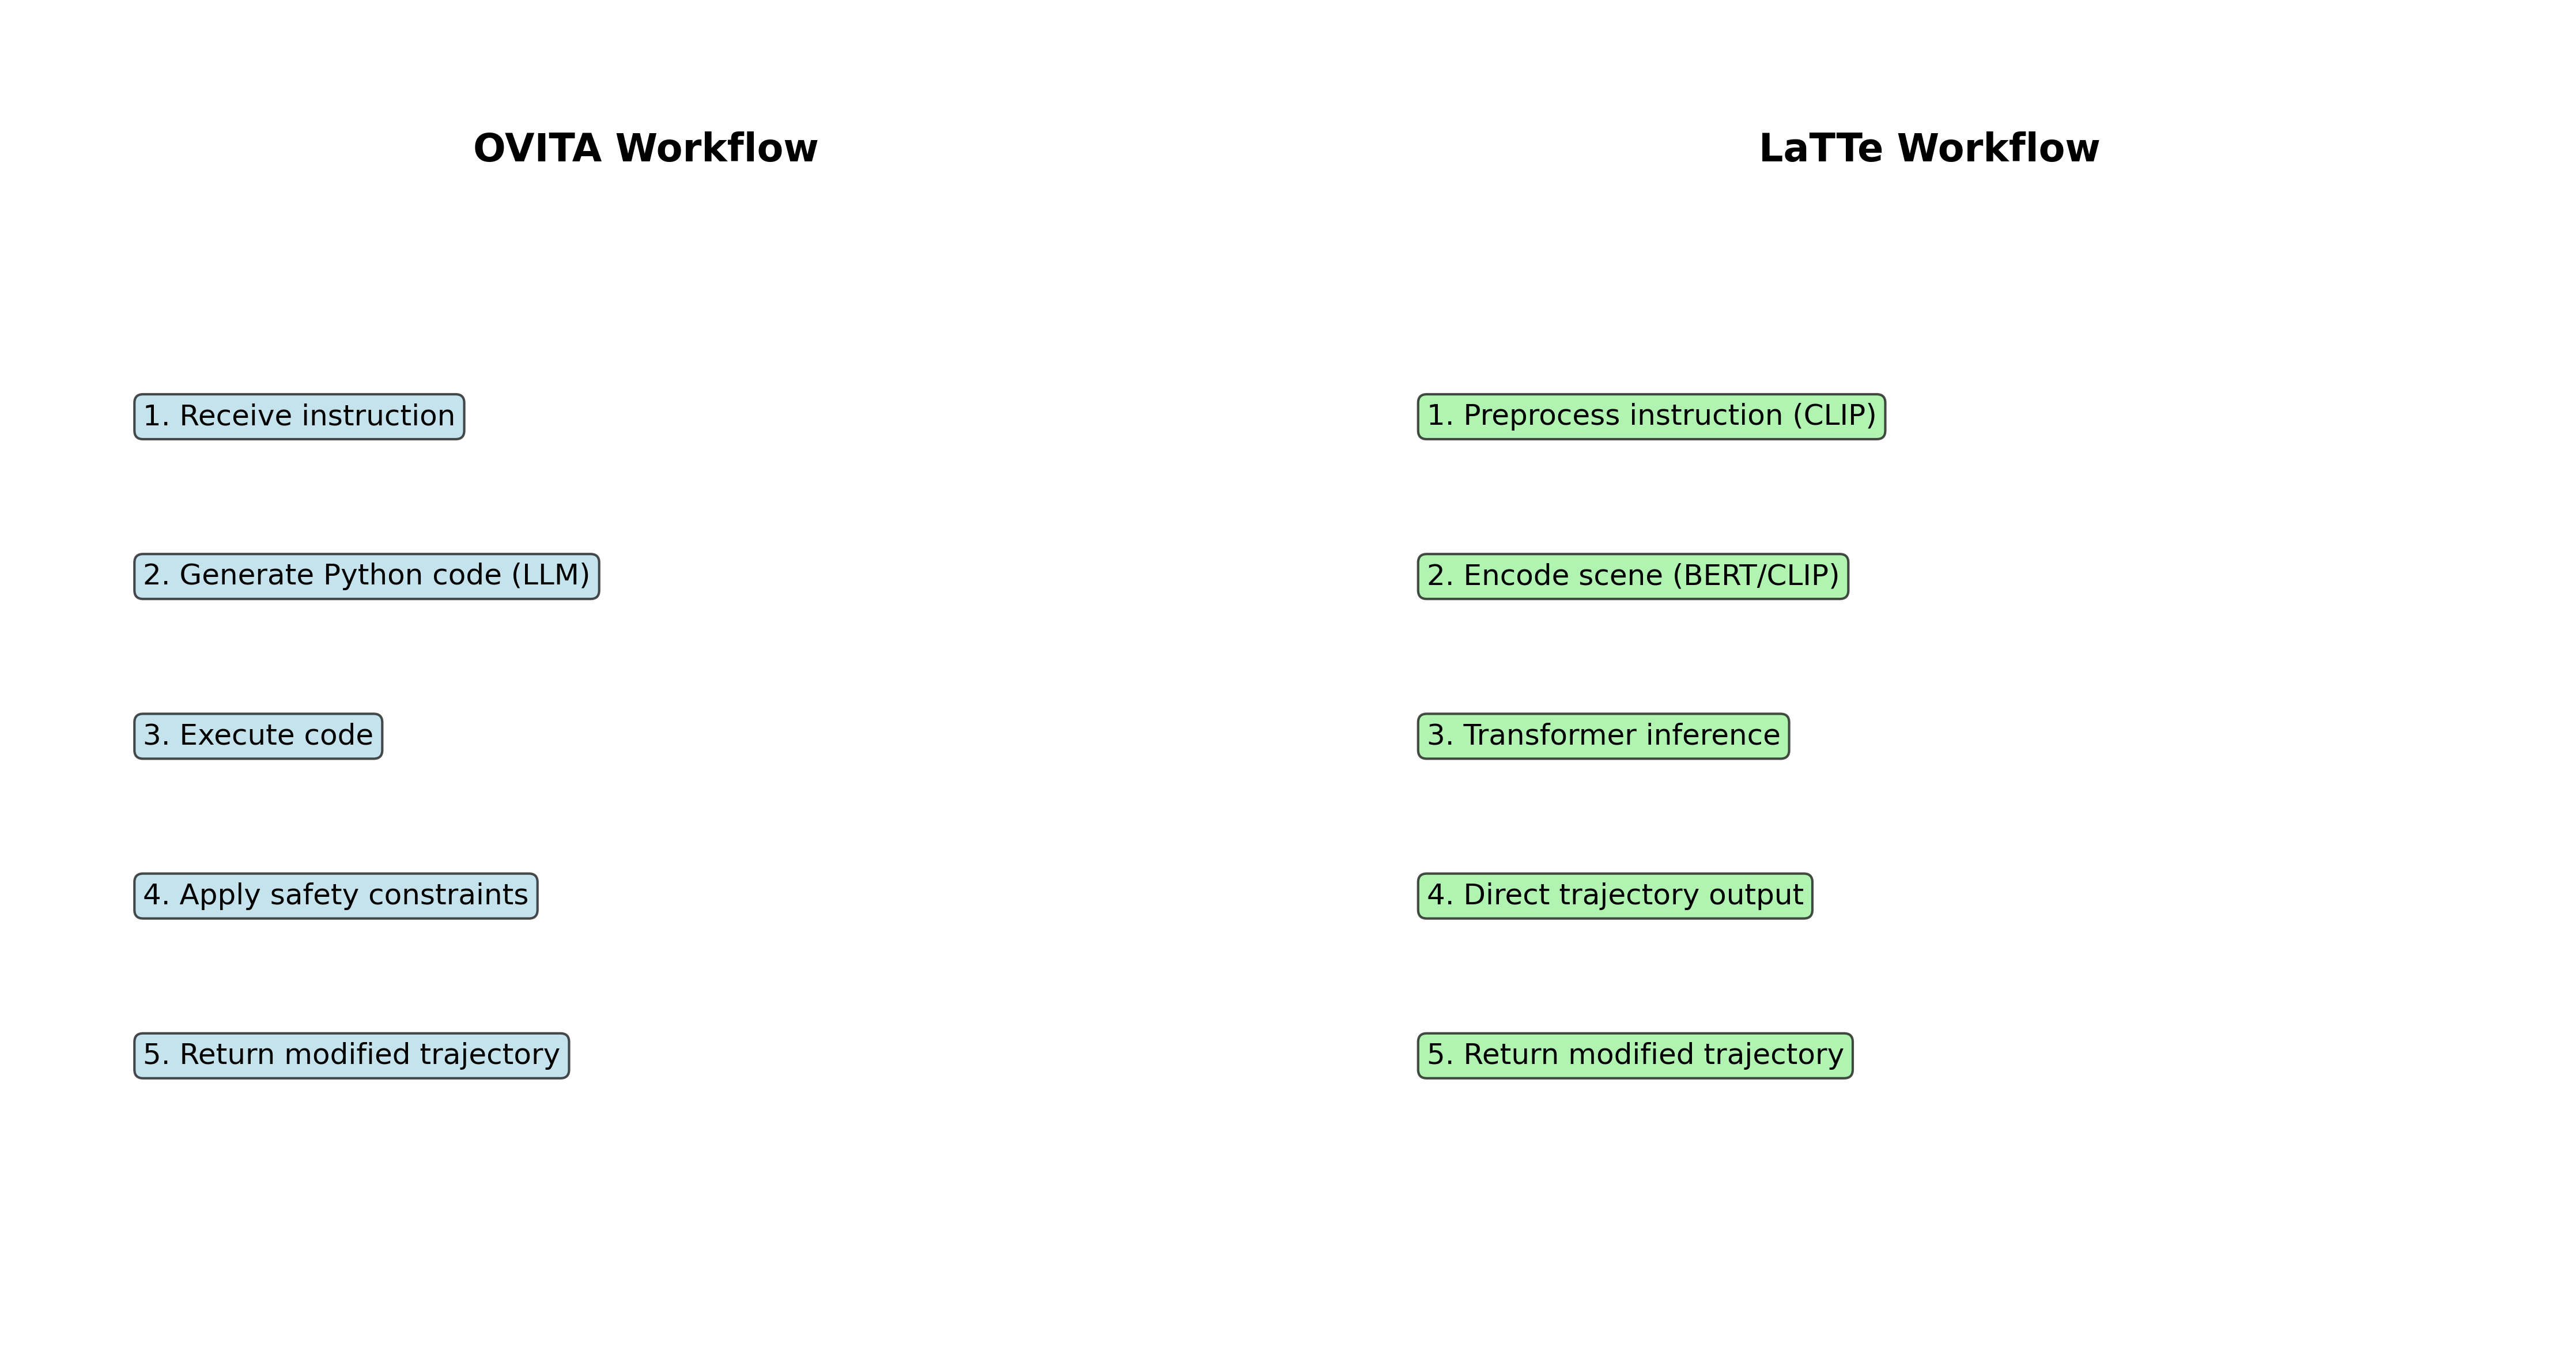 OVITA Workflow
1. Receive instruction
2. Generate Python code (LLM)
3. Execute code
4. Apply safety constraints
5. Return modified trajectory
LaTTe Workflow
1. Preprocess instruction (CLIP)
2. Encode scene (BERT/CLIP)
3. Transformer inference
4. Direct trajectory output
5. Return modified trajectory